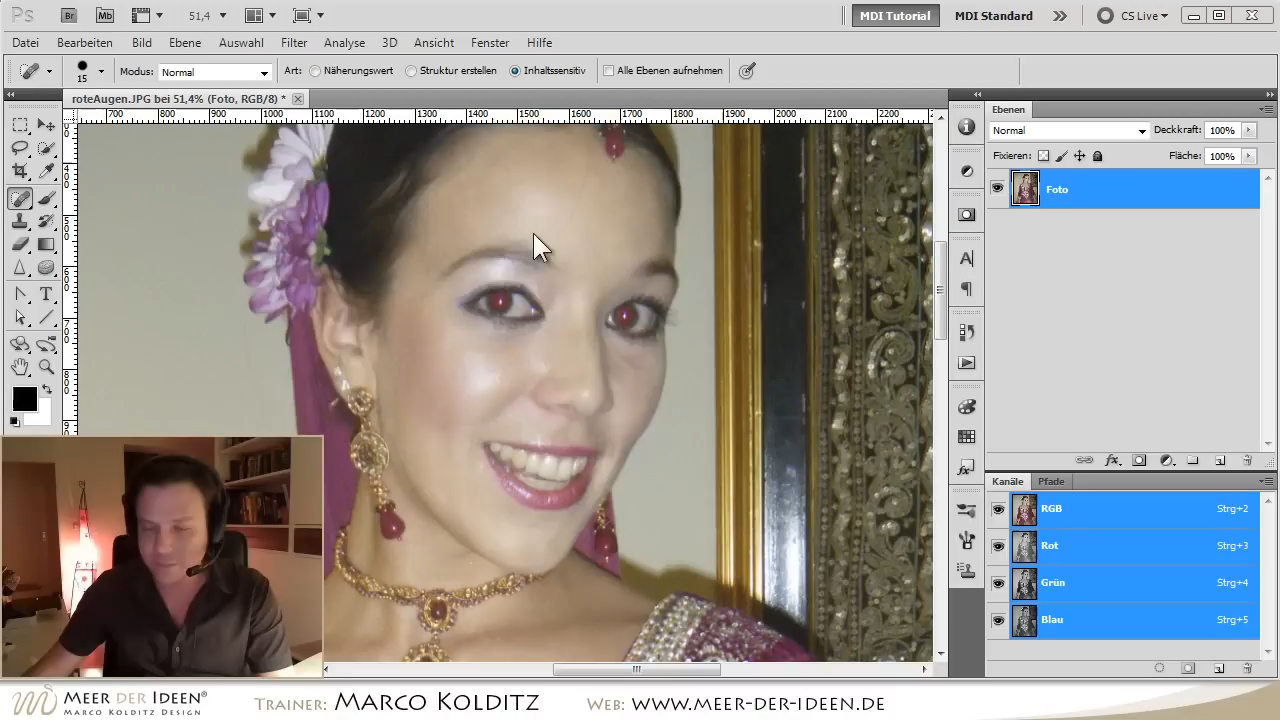 Ps Br Mb 51,4 MDI Tutorial MDI Standard CS Live
Datei Bearbeiten Bild Ebene Auswahl Filter Analyse 3D Ansicht Fenster Hilfe
15 Modus: Normal Art: Näherungswert Struktur erstellen Inhaltssensitiv Alle Ebenen aufnehmen
roteAugen.JPG bei 51,4% (Foto, RGB/8) *
700 800 900 1000 1100 1200 1300 1400 1500 1600 1700 1800 1900 2000 2100 2200
Ebenen
Normal Deckkraft: 100%
Fixieren: Fläche: 100%
Foto
Kanäle Pfade
RGB Strg+2
Rot Strg+3
Grün Strg+4
Blau Strg+5
Meer der Ideen®
Marco Kolditz Design
Trainer: Marco Kolditz Web: www.meer-der-ideen.de